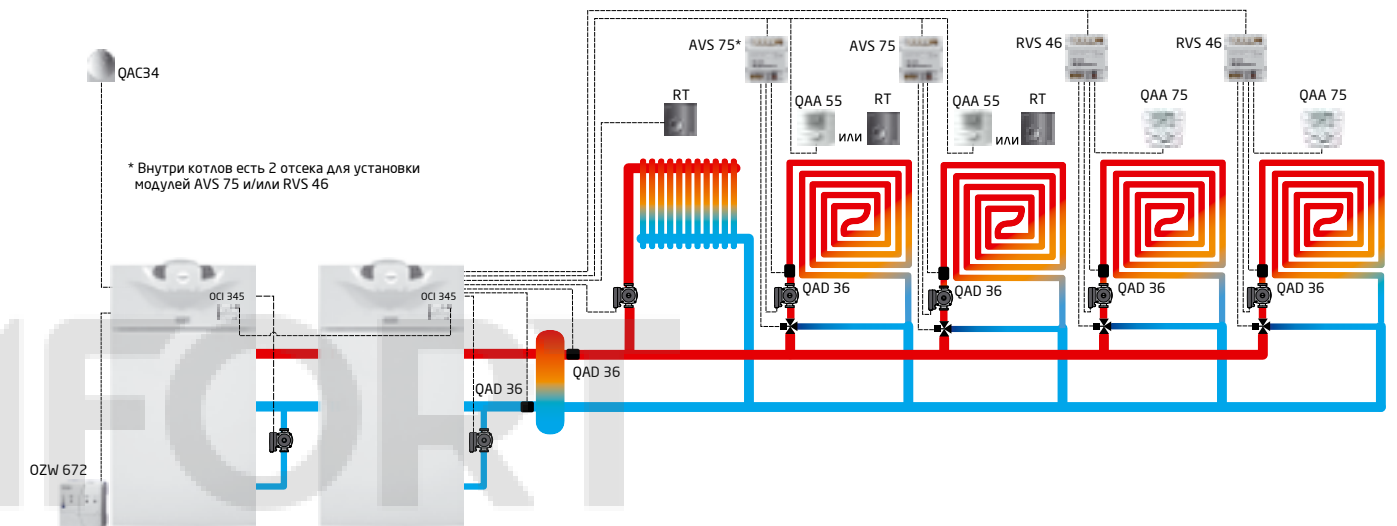 AVS 75*
AVS 75
RVS 46
RVS 46
QAC34
RT
QAA 55
или
RT
QAA 55
или
RT
QAA 75
QAA 75
* Внутри котлов есть 2 отсека для установки
модулей AVS 75 и/или RVS 46
OCI 345
OCI 345
QAD 36
QAD 36
QAD 36
QAD 36
QAD 36
QAD 36
OZW 672
MFORT